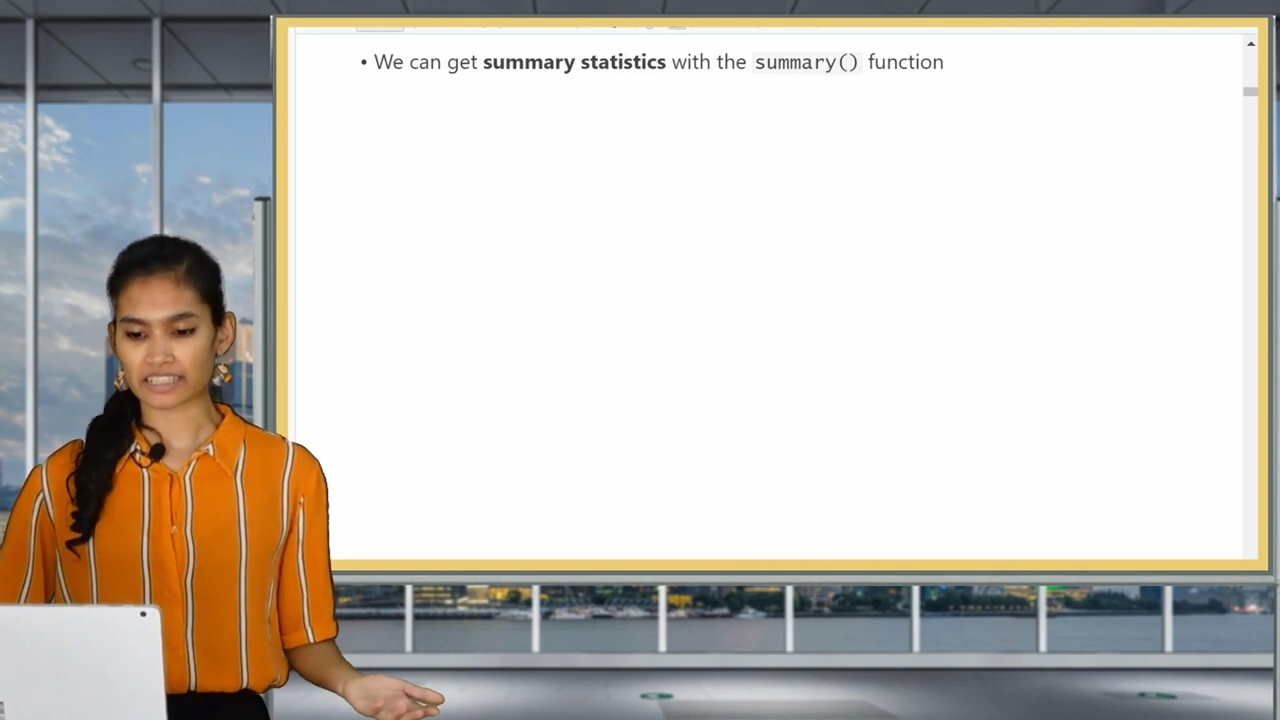 • We can get summary statistics with the summary() function